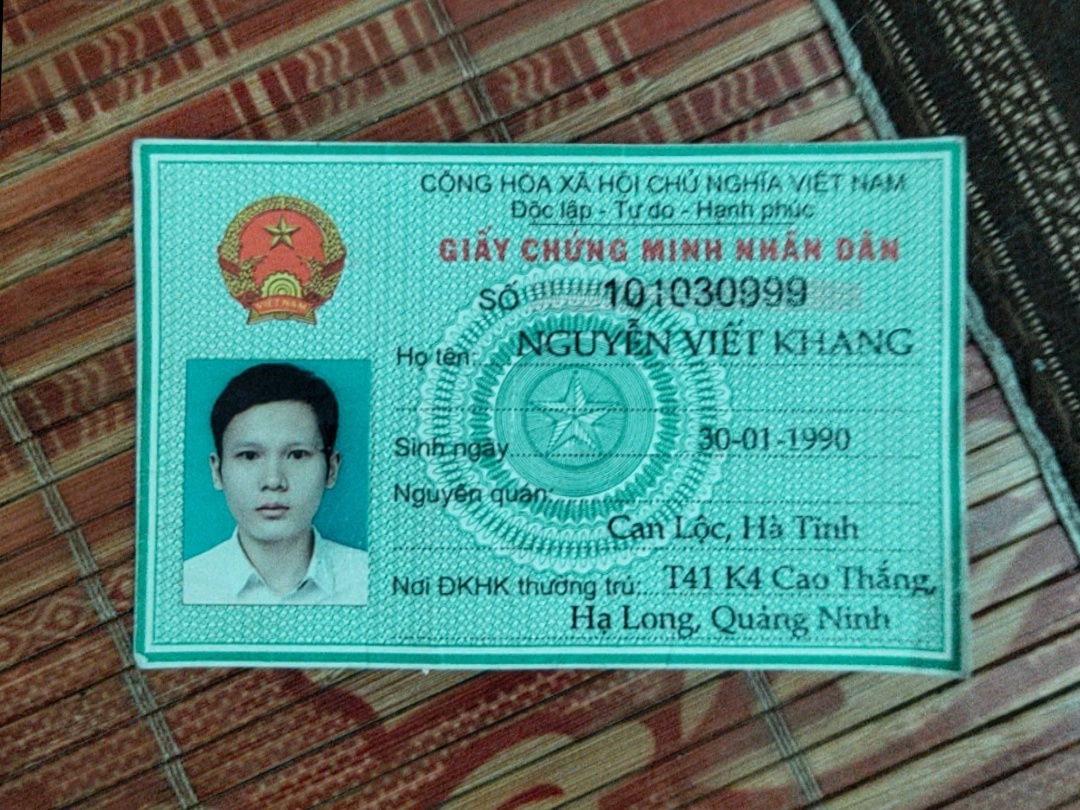 CỘNG HÒA XÃ HỘI CHỦ NGHĨA VIỆT NAM
Độc lập - Tự do - Hạnh phúc
GIẤY CHỨNG MINH NHÂN DÂN
SỐ 101030999
Họ tên: NGUYỄN VIẾT KHANG
Sinh ngày 30-01-1990
Nguyên quán:
Can Lộc, Hà Tĩnh
Nơi ĐKHK thường trú: T41 K4 Cao Thắng,
Hạ Long, Quảng Ninh
VIỆT NAM